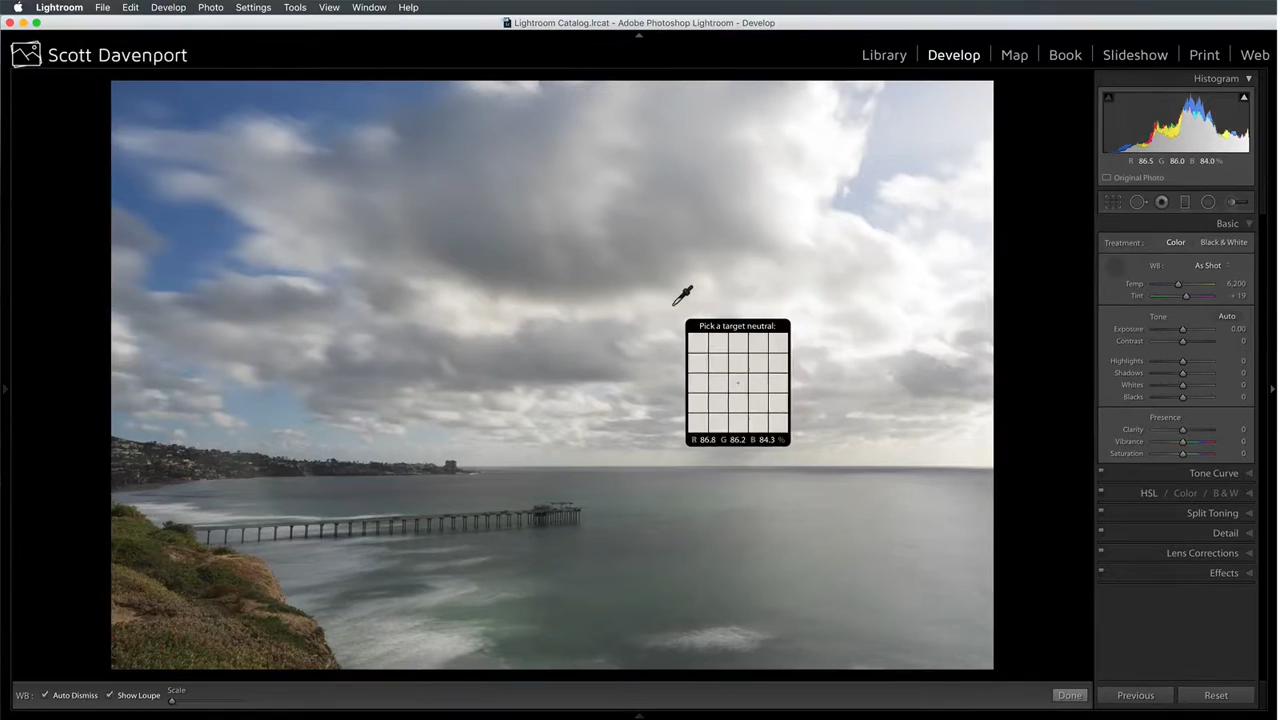 Lightroom File Edit Develop Photo Settings Tools View Window Help
Lightroom Catalog.lrcat - Adobe Photoshop Lightroom - Develop
Scott Davenport
Library | Develop | Map | Book | Slideshow | Print | Web
Histogram
R 86.5 G 86.0 B 84.0 %
Original Photo
Basic
Treatment : Color Black & White
WB : As Shot
Temp 6,200
Tint + 19
Tone Auto
Exposure 0.00
Contrast 0
Highlights 0
Shadows 0
Whites 0
Blacks 0
Presence
Clarity 0
Vibrance 0
Saturation 0
Tone Curve
HSL / Color / B & W
Split Toning
Detail
Lens Corrections
Effects
Pick a target neutral:
R 86.8 G 86.2 B 84.3 %
WB : Auto Dismiss Show Loupe Scale
Done
Previous Reset